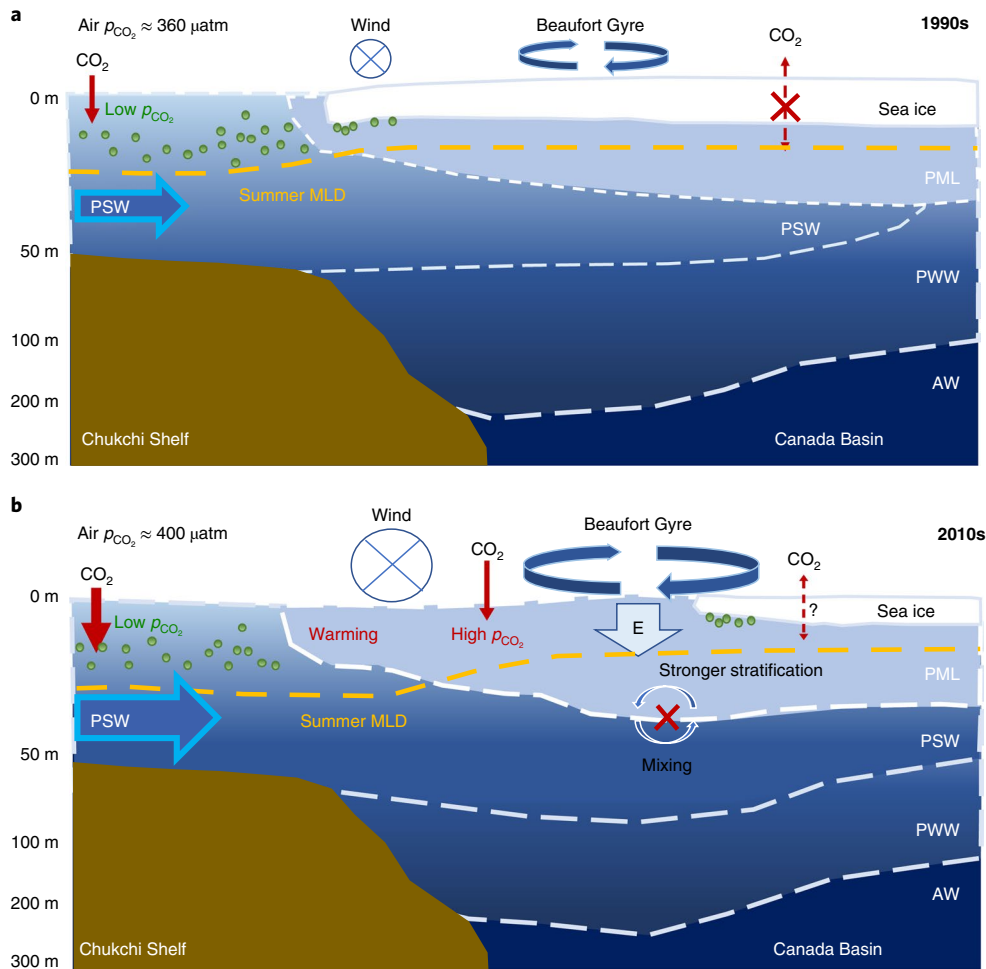 a
Air pCO₂ ≈ 360 μatm
Wind
Beaufort Gyre
1990s
CO₂
CO₂
0 m
Low pCO₂
Sea ice
Summer MLD
PML
PSW
PSW
50 m
PWW
100 m
AW
200 m
Chukchi Shelf
Canada Basin
300 m
b
Air pCO₂ ≈ 400 μatm
Wind
Beaufort Gyre
2010s
CO₂
CO₂
CO₂
0 m
?
Sea ice
Low pCO₂
Warming
High pCO₂
E
Stronger stratification
PML
PSW
Summer MLD
PSW
50 m
Mixing
PWW
100 m
AW
200 m
Chukchi Shelf
Canada Basin
300 m